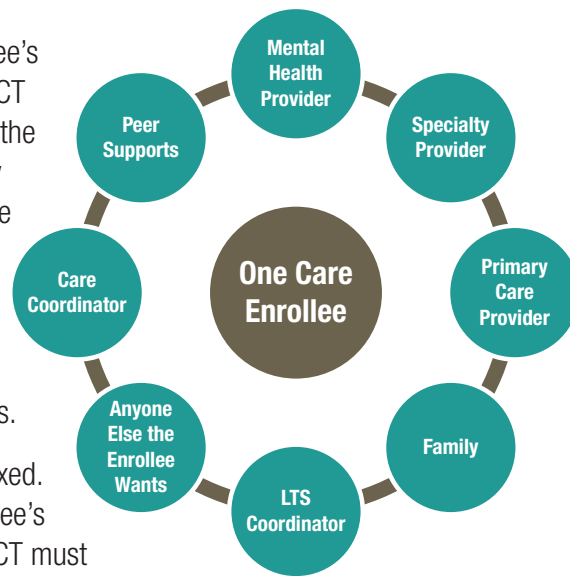 ee's
CT
the
e
s.
xed.
ee's
CT must
Mental
Health
Provider
Specialty
Provider
Primary
Care
Provider
Family
LTS
Coordinator
Anyone
Else the
Enrollee
Wants
Care
Coordinator
Peer
Supports
One Care
Enrollee